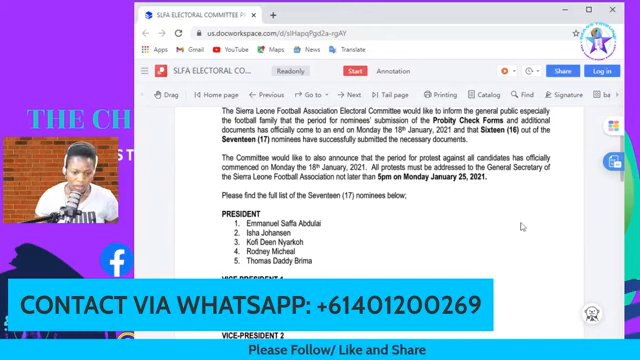 SLFA ELECTORAL COMMITTEE P
us.docworkspace.com/d/slHapqPgd2a-rgAY
Apps
Gmail
YouTube
Maps
News
Translate
SLFA ELECTORAL CO...
Readonly
Start
Annotation
Share
Log in
Drag
Previous
Go to
Next
Tail page
Printing
Catalog
Find
Signature
The Sierra Leone Football Association Electoral Committee would like to inform the general public especially
the football family that the period for nominees' submission of the Probity Check Forms and additional
documents has officially come to an end on Monday the 18th January, 2021 and that Sixteen (16) out of the
Seventeen (17) nominees have successfully submitted the necessary documents.
The Committee would like to also announce that the period for protest against all candidates has officially
commenced on Monday the 18th January, 2021. All protests must be addressed to the General Secretary of
the Sierra Leone Football Association not later than 5pm on Monday January 25, 2021.
Please find the full list of the Seventeen (17) nominees below;
PRESIDENT
1. Emmanuel Saffa Abdulai
2. Isha Johansen
3. Kofi Deen Nyarkoh
4. Rodney Micheal
5. Thomas Daddy Brima
VICE-PRESIDENT 1
THE CH
CONTACT VIA WHATSAPP: +61401200269
VICE-PRESIDENT 2
Please Follow/ Like and Share